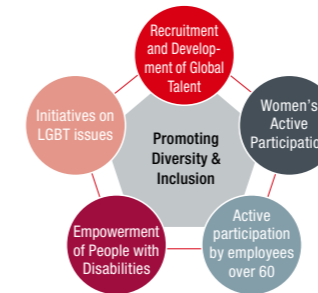 Recruitment
and Develop-
ment of Global
Talent
Initiatives on
LGBT issues
Women's
Active
Participatio
Promoting
Diversity &
Inclusion
Empowerment
of People with
Disabilities
Active
participation
by employees
over 60